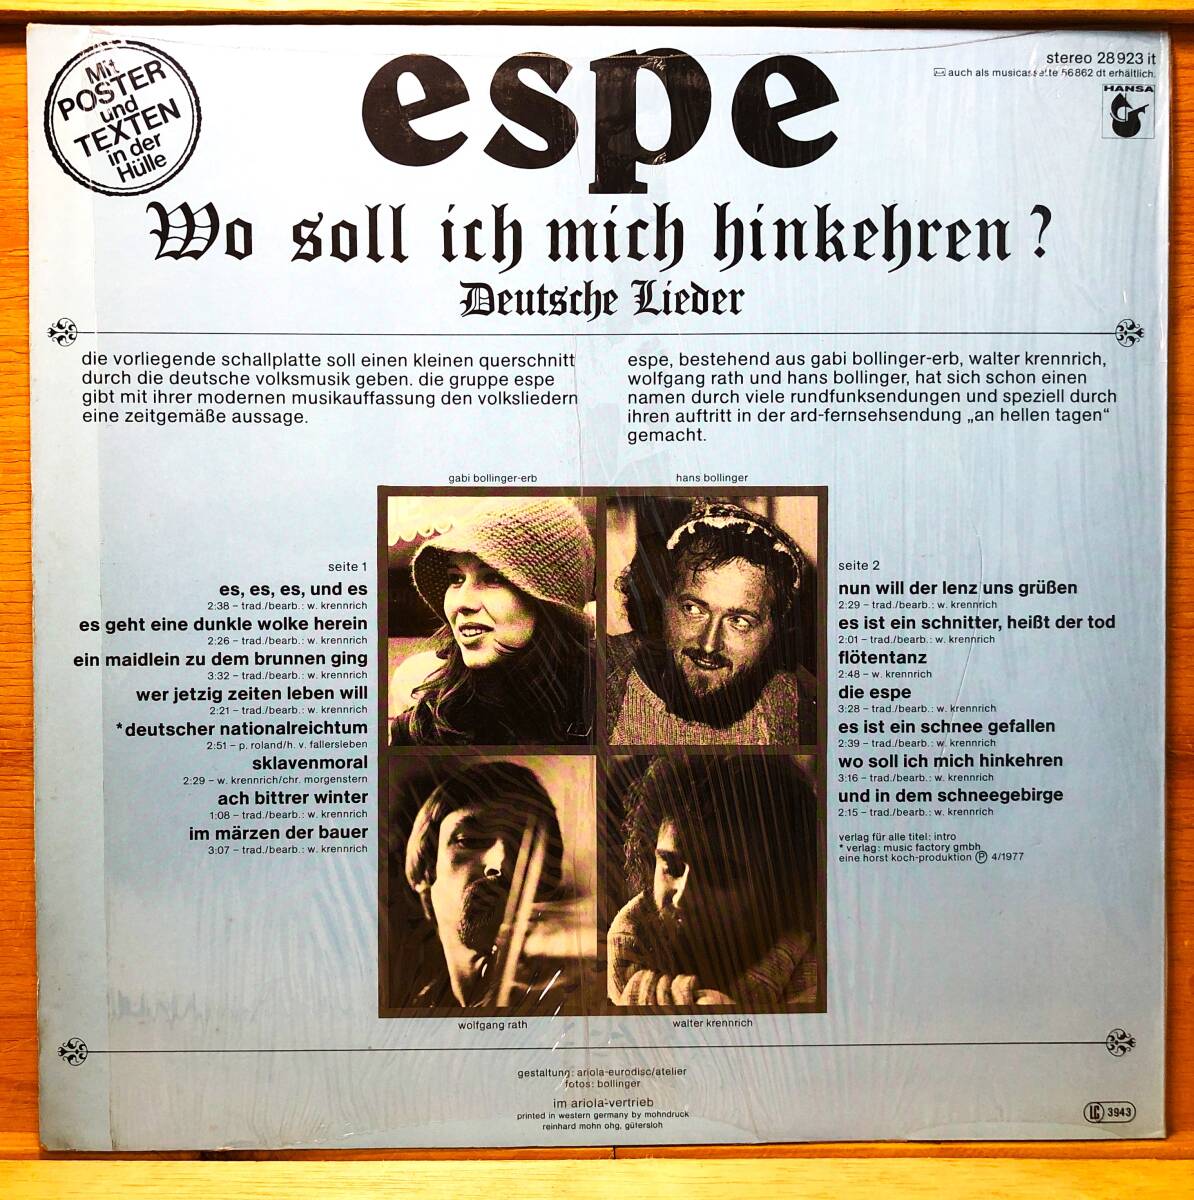 Mit
POSTER
und
TEXTEN
in der
Hülle
espe
stereo 28 923 it
auch als musicassette 56 862 dt erhältlich.
HANSA
Wo soll ich mich hinkehren?
Deutsche Lieder
die vorliegende schallplatte soll einen kleinen querschnitt
durch die deutsche volksmusik geben. die gruppe espe
gibt mit ihrer modernen musikauffassung den volksliedern
eine zeitgemäße aussage.
espe, bestehend aus gabi bollinger-erb, walter krennrich,
wolfgang rath und hans bollinger, hat sich schon einen
namen durch viele rundfunksendungen und speziell durch
ihren auftritt in der ard-fernsehsendung „an hellen tagen“
gemacht.
gabi bollinger-erb
hans bollinger
seite 1
es, es, es, und es
2:38 – trad./bearb.: w. krennrich
es geht eine dunkle wolke herein
2:26 – trad./bearb.: w. krennrich
ein maidlein zu dem brunnen ging
3:32 – trad./bearb.: w. krennrich
wer jetzig zeiten leben will
2:21 – trad./bearb.: w. krennrich
*deutscher nationalreichtum
2:51 – p. roland/h. v. fallersleben
sklavenmoral
2:29 – w. krennrich/chr. morgenstern
ach bittrer winter
1:08 – trad./bearb.: w. krennrich
im märzen der bauer
3:07 – trad./bearb.: w. krennrich
seite 2
nun will der lenz uns grüßen
2:29 – trad./bearb.: w. krennrich
es ist ein schnitter, heißt der tod
2:01 – trad./bearb.: w. krennrich
flötentanz
2:48 – w. krennrich
die espe
3:28 – trad./bearb.: w. krennrich
es ist ein schnee gefallen
2:39 – trad./bearb.: w. krennrich
wo soll ich mich hinkehren
3:16 – trad./bearb.: w. krennrich
und in dem schneegebirge
2:15 – trad./bearb.: w. krennrich
verlag für alle titel: intro
* verlag: music factory gmbh
eine horst koch-produktion Ⓟ 4/1977
wolfgang rath
walter krennrich
gestaltung: ariola-eurodisc/atelier
fotos: bollinger
im ariola-vertrieb
printed in western germany by mohndruck
reinhard mohn ohg, gütersloh
LC 3943